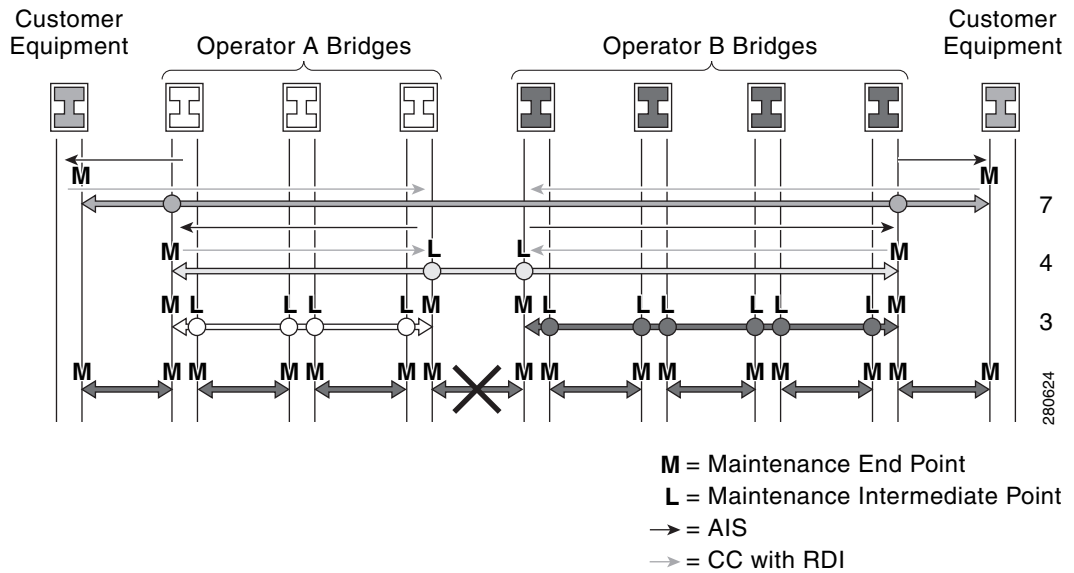 Customer
Equipment
Operator A Bridges
Operator B Bridges
Customer
Equipment
M
M
7
M
L
L
M
4
M L L L L M
M L L L L L L M
3
M M M M M M M M M M M M M M M M
280624
M = Maintenance End Point
L = Maintenance Intermediate Point
= AIS
= CC with RDI